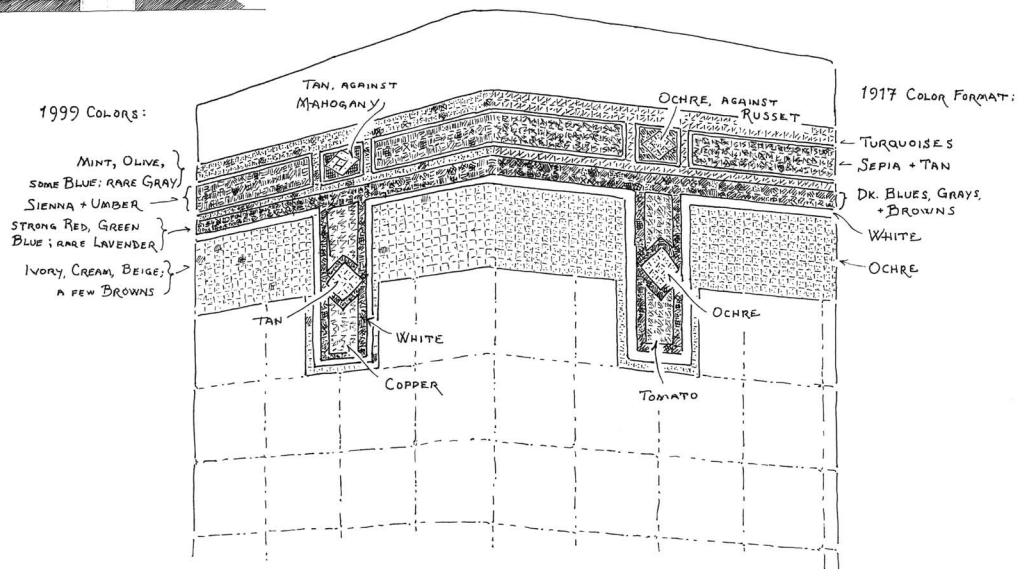 1999 COLORS:
MINT, OLIVE,
SOME BLUE; RARE GRAY
SIENNA + UMBER
STRONG RED, GREEN
BLUE; RARE LAVENDER
IVORY, CREAM, BEIGE;
A FEW BROWNS
TAN, AGAINST
MAHOGANY
TAN
WHITE
COPPER
OCHRE, AGAINST
RUSSET
OCHRE
TOMATO
1917 COLOR FORMAT:
TURQUOISES
SEPIA + TAN
DK. BLUES, GRAYS,
+ BROWNS
WHITE
OCHRE